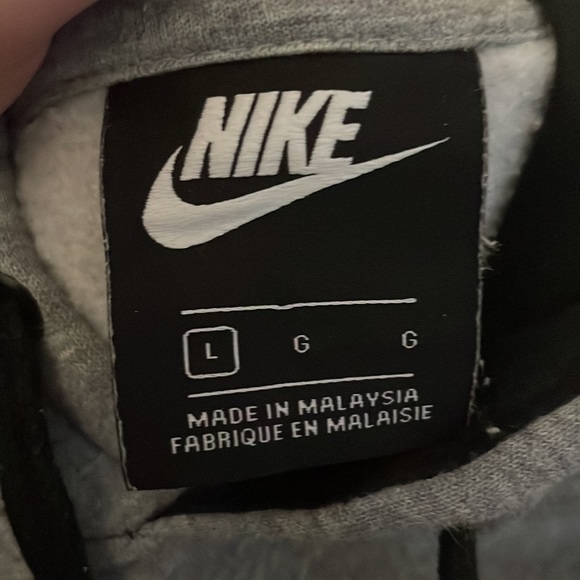 NIKE
L G G
MADE IN MALAYSIA
FABRIQUE EN MALAISIE